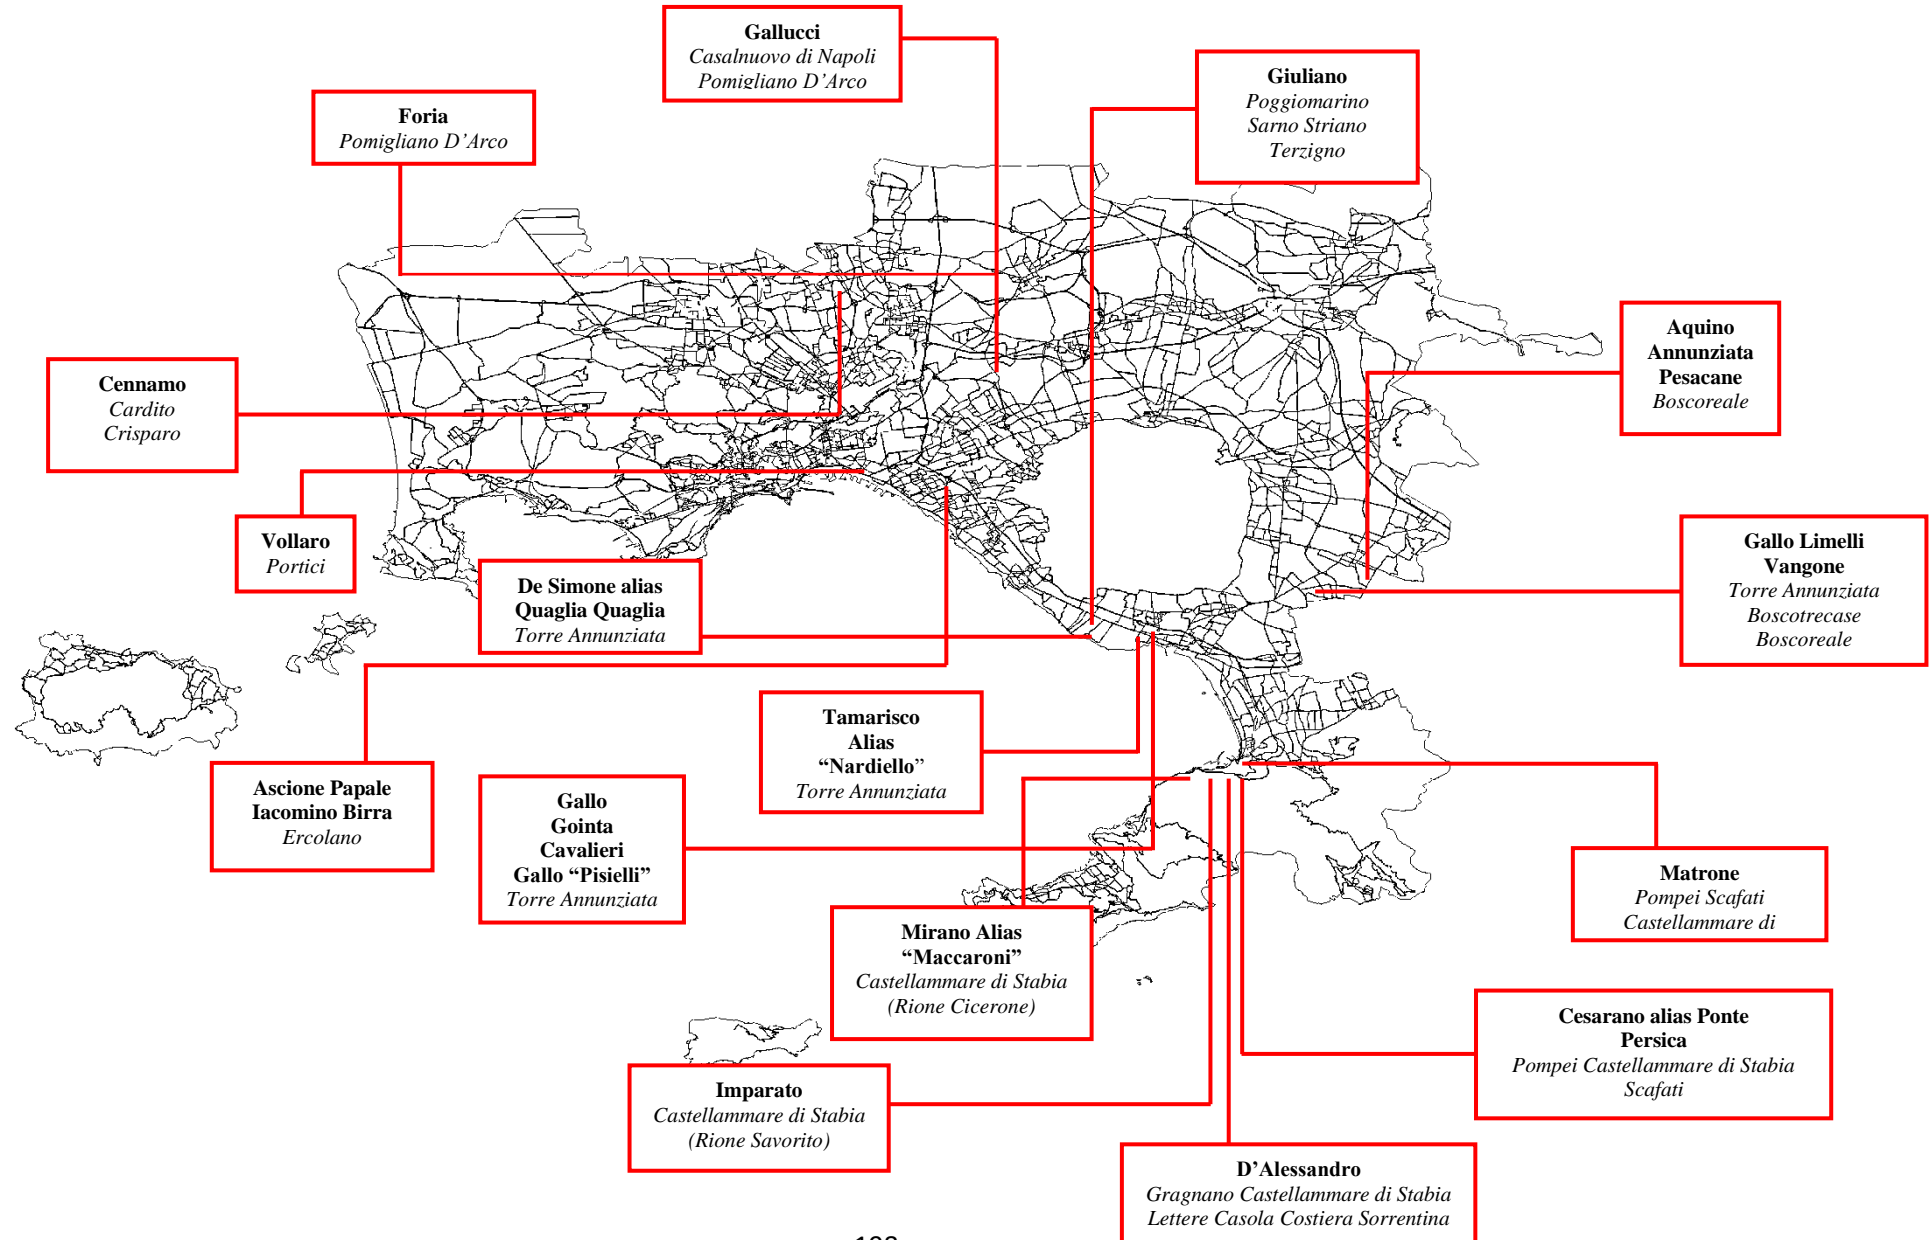 Gallucci
Casalnuovo di Napoli
Pomigliano D'Arco
Giuliano
Poggiomarino
Sarno Striano
Terzigno
Foria
Pomigliano D'Arco
Aquino
Annunziata
Pesacane
Boscoreale
Cennamo
Cardito
Crisparo
Vollaro
Portici
De Simone alias
Quaglia Quaglia
Torre Annunziata
Gallo Limelli
Vangone
Torre Annunziata
Boscotrecase
Boscoreale
Tamarisco
Alias
“Nardiello”
Torre Annunziata
Ascione Papale
Iacomino Birra
Ercolano
Gallo
Gointa
Cavalieri
Gallo “Pisielli”
Torre Annunziata
Matrone
Pompei Scafati
Castellammare di
Mirano Alias
“Maccaroni”
Castellammare di Stabia
(Rione Cicerone)
Cesarano alias Ponte
Persica
Pompei Castellammare di Stabia
Scafati
Imparato
Castellammare di Stabia
(Rione Savorito)
D’Alessandro
Gragnano Castellammare di Stabia
Lettere Casola Costiera Sorrentina